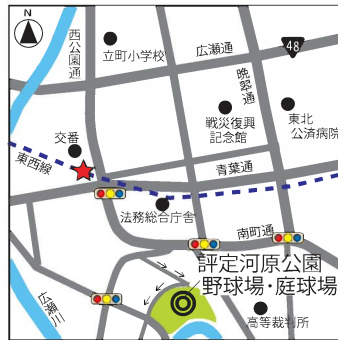 N
西公園通
立町小学校
広瀬通
48
晩翠通
戦災復興
記念館
東北
公済病院
交番
東西線
青葉通
法務総合庁舎
南町通
評定河原公園
野球場・庭球場
広瀬川
高等裁判所